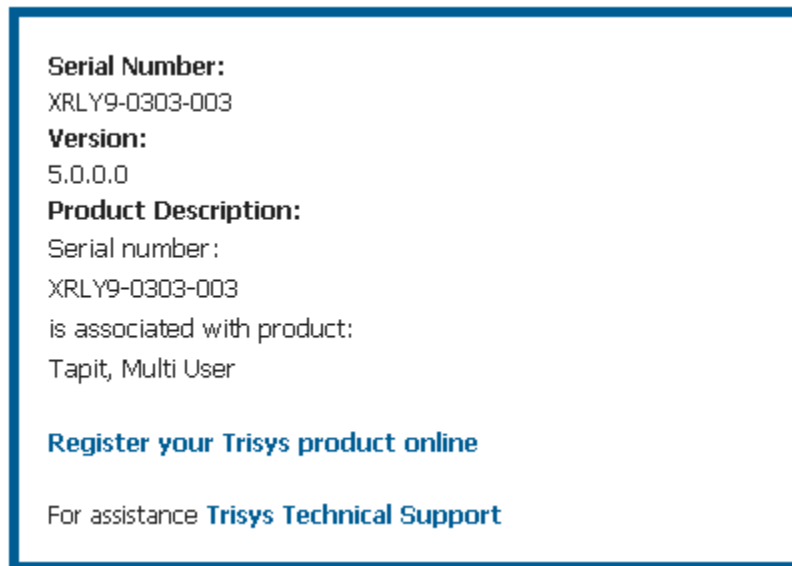 Serial Number:
XRLY9-0303-003
Version:
5.0.0.0
Product Description:
Serial number:
XRLY9-0303-003
is associated with product:
Tapit, Multi User
Register your Trisys product online
For assistance Trisys Technical Support